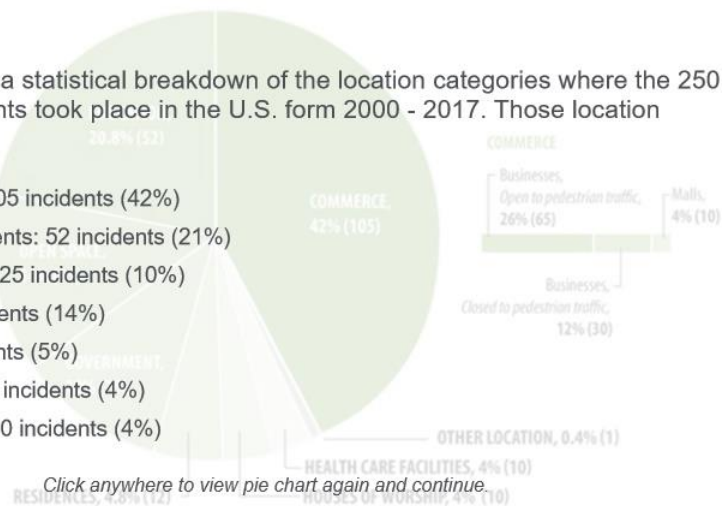 a statistical breakdown of the location categories where the 250
nts took place in the U.S. form 2000 - 2017. Those location
20.8% (52)
COMMERCE
Businesses,
Open to pedestrian traffic,
26% (65)
Malls,
4% (10)
05 incidents (42%)
COMMERCE,
42% (105)
ents: 52 incidents (21%)
OPEN SPACE,
25 incidents (10%)
Businesses,
Closed to pedestrian traffic,
12% (30)
ents (14%)
nts (5%)
GOVERNMENT,
incidents (4%)
0 incidents (4%)
OTHER LOCATION, 0.4% (1)
HEALTH CARE FACILITIES, 4% (10)
Click anywhere to view pie chart again and continue.
RESIDENCES, 4.8% (12)
HOUSES OF WORSHIP, 4% (10)